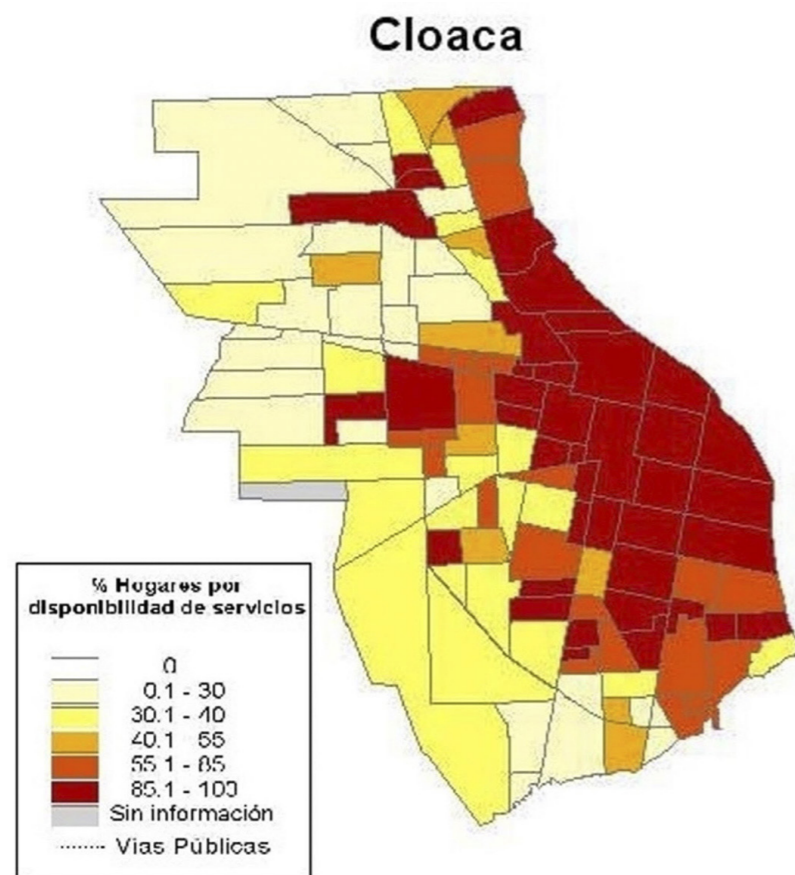 Cloaca
% Hogares por
disponibilidad de servicios
0
0.1 - 30
30.1 - 40
40.1 - 55
55.1 - 85
85.1 - 100
Sin información
Vías Públicas